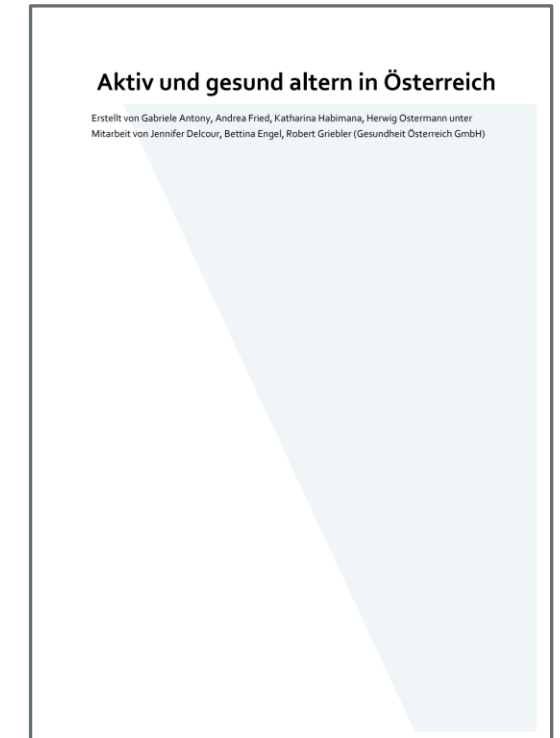 Aktiv und gesund altern in Österreich
Erstellt von Gabriele Antony, Andrea Fried, Katharina Habimana, Herwig Ostermann unter
Mitarbeit von Jennifer Delcour, Bettina Engel, Robert Griebler (Gesundheit Österreich GmbH)